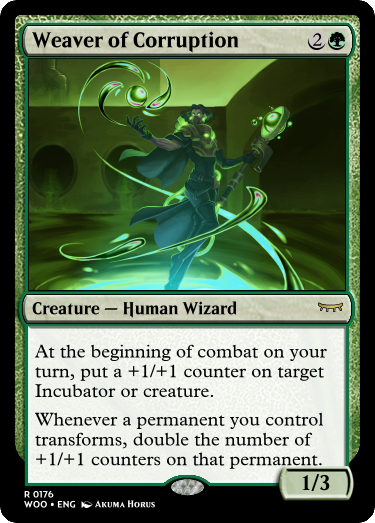 Weaver of Corruption 2
Creature — Human Wizard
At the beginning of combat on your
turn, put a +1/+1 counter on target
Incubator or creature.
Whenever a permanent you control
transforms, double the number of
+1/+1 counters on that permanent.
1/3
R 0176
WOO • ENG Akuma Horus